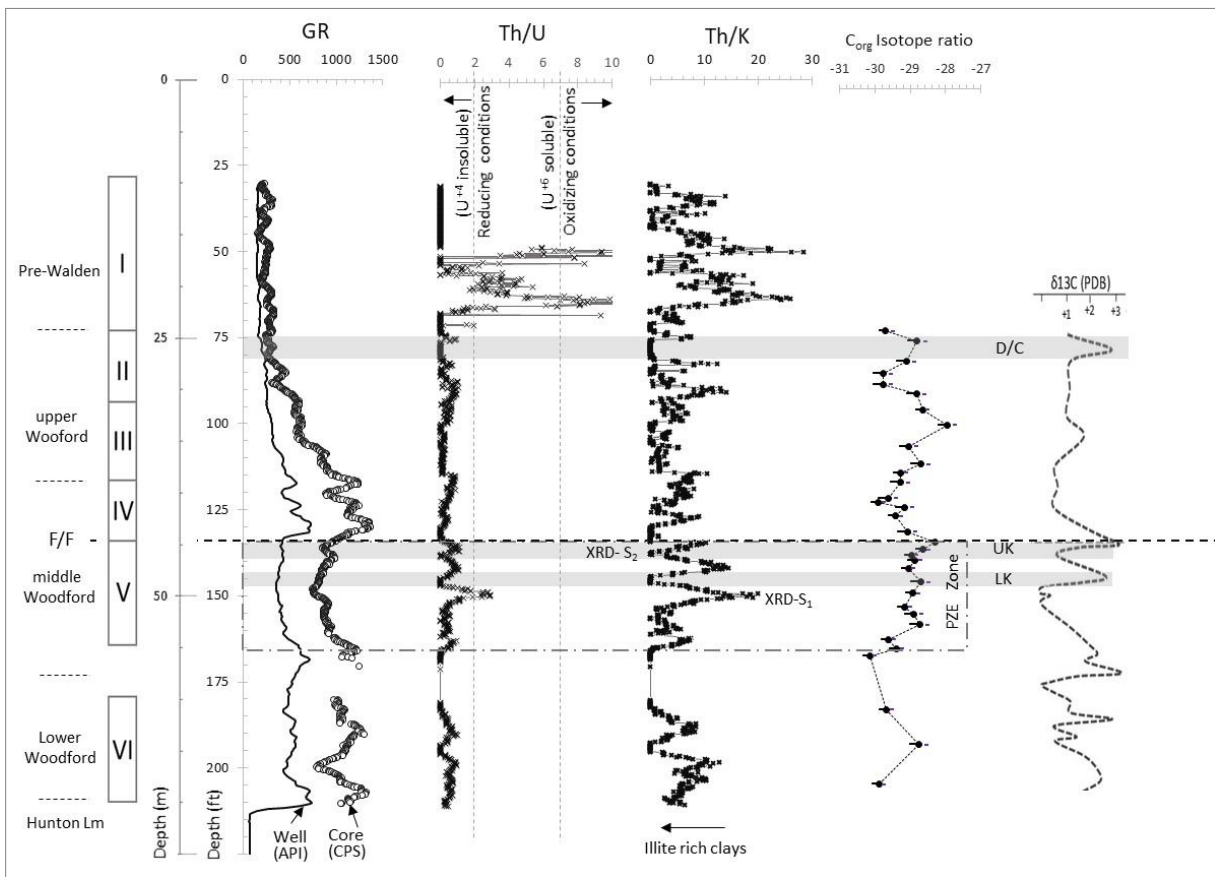 GR
Th/U
Th/K
C_org Isotope ratio
0 500 1000 1500
0 2 4 6 8 10
0 10 20 30
-31 -30 -29 -28 -27
0
25
50
Depth (m)
0
25
50
75
100
125
150
175
200
Depth (ft)
(U+4 insoluble)
Reducing conditions
(U+6 soluble)
Oxidizing conditions
Pre-Walden
upper
Wooford
F/F
middle
Woodford
Lower
Woodford
Hunton Lm
I
II
III
IV
V
VI
δ13C (PDB)
+1 +2 +3
D/C
UK
LK
PZE Zone
XRD- S2
XRD-S1
Well
(API)
Core
(CPS)
Illite rich clays